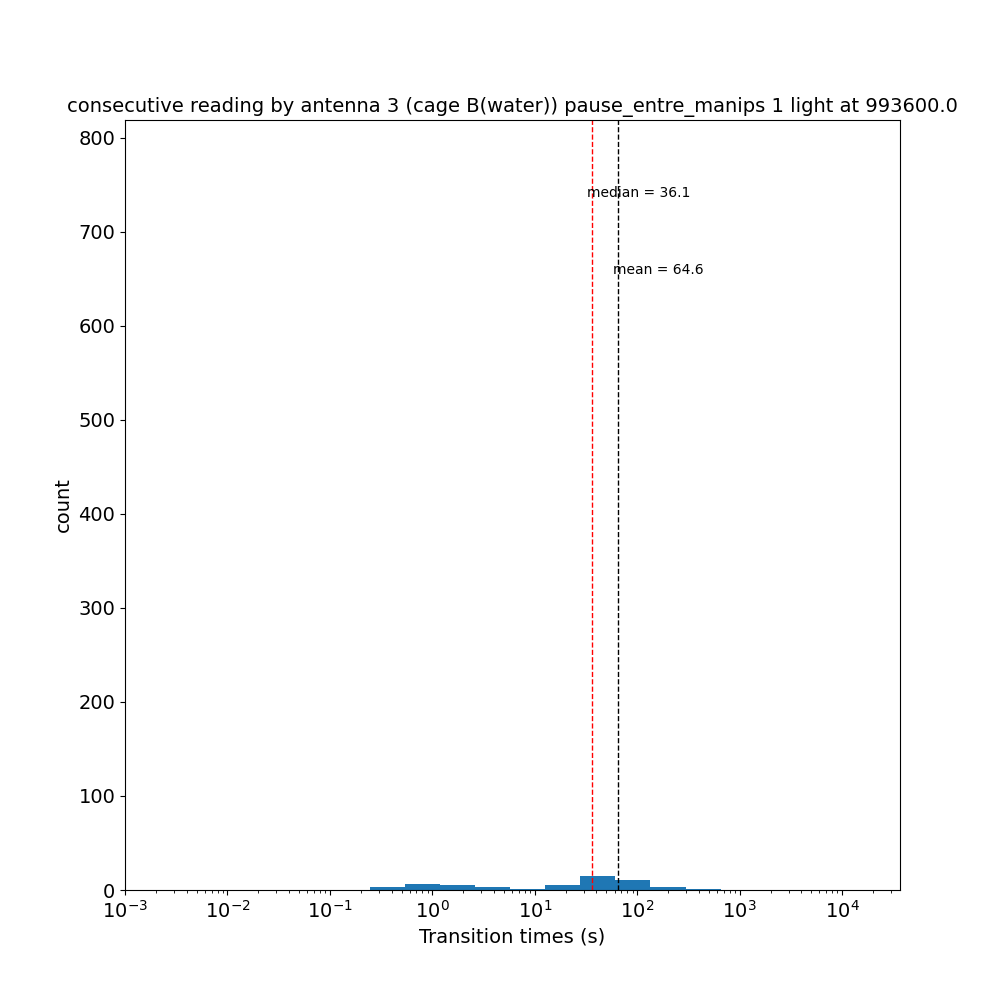 consecutive reading by antenna 3 (cage B(water)) pause_entre_manips 1 light at 993600.0
800
median = 36.1
700
mean = 64.6
600
500
400
count
300
200
100
0
10⁻³ 10⁻² 10⁻¹ 10⁰ 10¹ 10² 10³ 10⁴
Transition times (s)